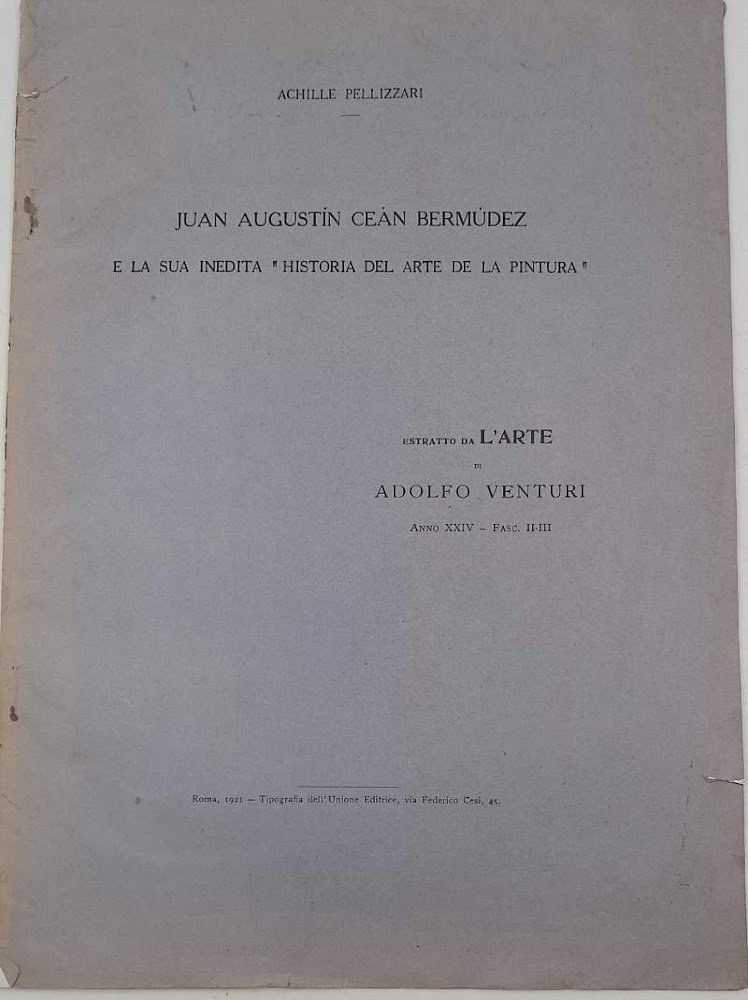 ACHILLE PELLIZZARI
JUAN AUGUSTÍN CEÁN BERMÚDEZ
E LA SUA INEDITA "HISTORIA DEL ARTE DE LA PINTURA"
ESTRATTO DA L'ARTE
DI
ADOLFO VENTURI
ANNO XXIV – FASC. II-III
Roma, 1921 — Tipografia dell'Unione Editrice, via Federico Cesi, 45.